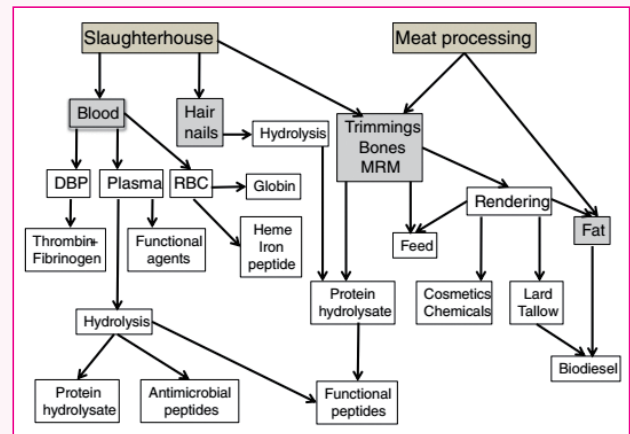 Slaughterhouse
Meat processing
Blood
Hair
nails
Hydrolysis
Trimmings
Bones
MRM
DBP
Plasma
RBC
Globin
Rendering
Thrombin+
Fibrinogen
Functional
agents
Heme
Iron
peptide
Feed
Fat
Protein
hydrolysate
Cosmetics
Chemicals
Lard
Tallow
Hydrolysis
Biodiesel
Protein
hydrolysate
Antimicrobial
peptides
Functional
peptides